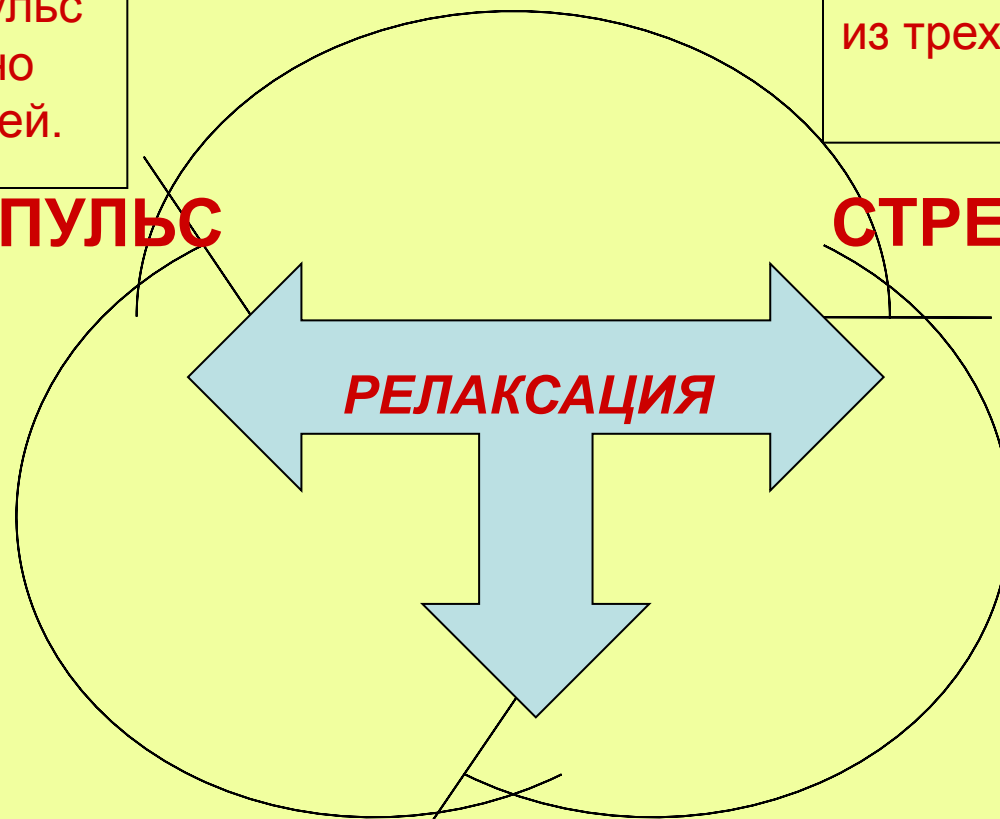 ульс
но
ей.
из трех
ПУЛЬС
СТРЕ
РЕЛАКСАЦИЯ